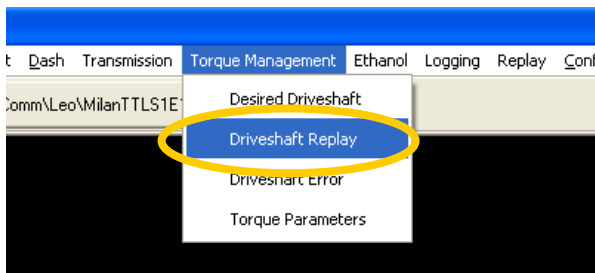 t Dash Transmission Torque Management Ethanol Logging Replay Conf
Comm\Leo\MilanTTLS1E
Desired Driveshaft
Driveshaft Replay
Driveshaft Error
Torque Parameters